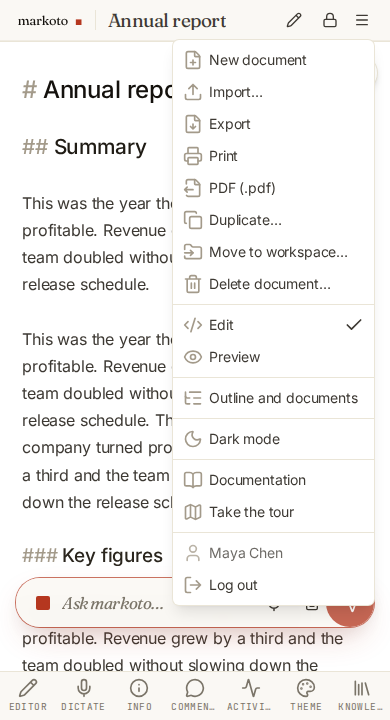 markoto
Annual report
# Annual repo
## Summary
This was the year the
profitable. Revenue
team doubled withou
release schedule.
This was the year the
profitable. Revenue
team doubled withou
release schedule. Th
company turned pro
a third and the team
down the release sch
### Key figures
profitable. Revenue grew by a third and the
team doubled without slowing down the
New document
Import...
Export
Print
PDF (.pdf)
Duplicate...
Move to workspace...
Delete document...
Edit
Preview
Outline and documents
Dark mode
Documentation
Take the tour
Maya Chen
Log out
Ask markoto...
EDITOR
DICTATE
INFO
COMMEN…
ACTIVI…
THEME
KNOWLE…